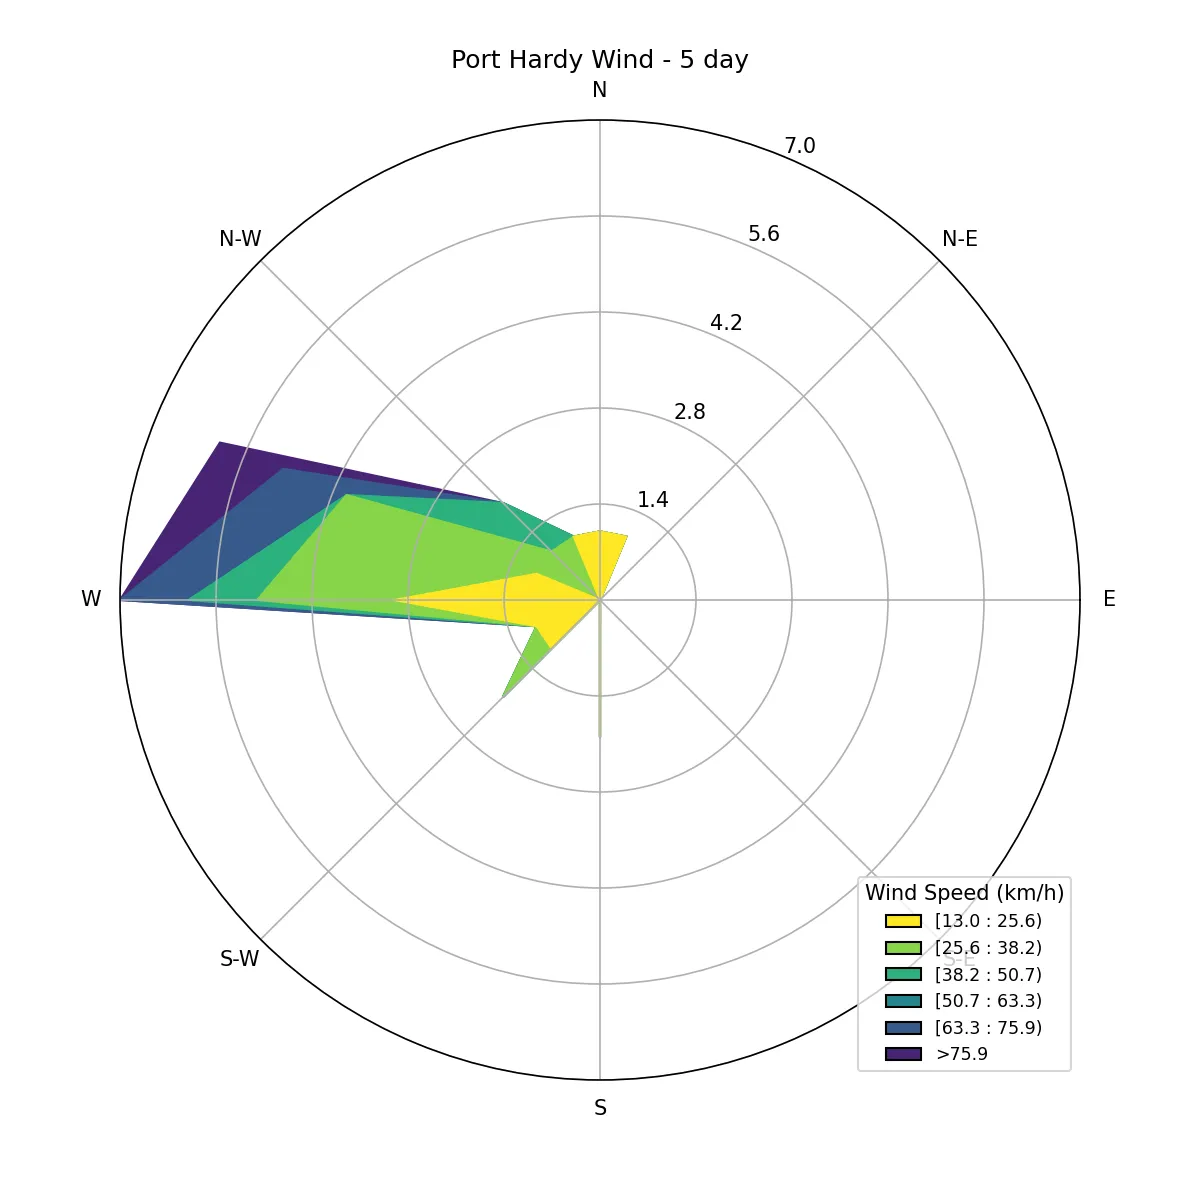 Port Hardy Wind - 5 day
N
7.0
N-W
5.6
N-E
4.2
2.8
1.4
W
E
S-W
S-E
S
Wind Speed (km/h)
[13.0 : 25.6)
[25.6 : 38.2)
[38.2 : 50.7)
[50.7 : 63.3)
[63.3 : 75.9)
>75.9